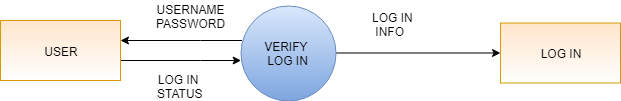 USERNAME
PASSWORD
USER
LOG IN
STATUS
VERIFY
LOG IN
LOG IN
INFO
LOG IN